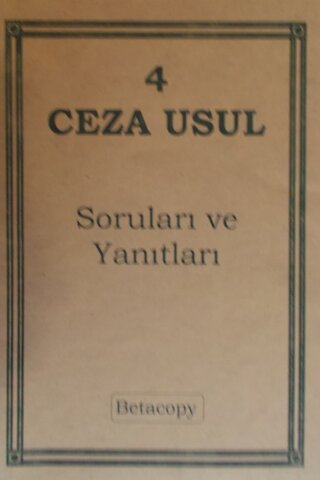 4
CEZA USUL
Soruları ve
Yanıtları
Betacopy